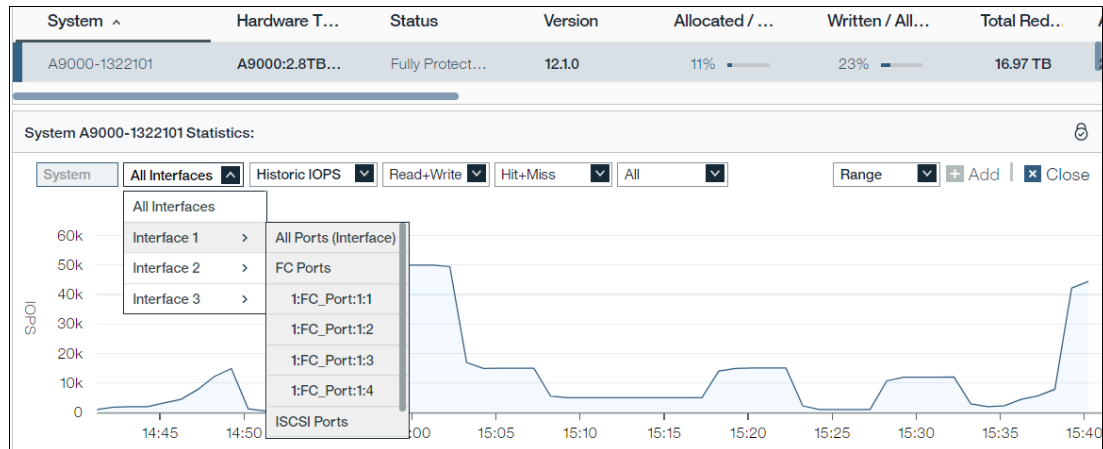 System Hardware T... Status Version Allocated / ... Written / All... Total Red...
A9000-1322101 A9000:2.8TB... Fully Protect... 12.1.0 11% 23% 16.97 TB
System A9000-1322101 Statistics:
System All Interfaces Historic IOPS Read+Write Hit+Miss All Range Add Close
All Interfaces
Interface 1
Interface 2
Interface 3
All Ports (Interface)
FC Ports
1:FC_Port:1:1
1:FC_Port:1:2
1:FC_Port:1:3
1:FC_Port:1:4
ISCSI Ports
IOPS
60k
50k
40k
30k
20k
10k
0
14:45 14:50 :00 15:05 15:10 15:15 15:20 15:25 15:30 15:35 15:40